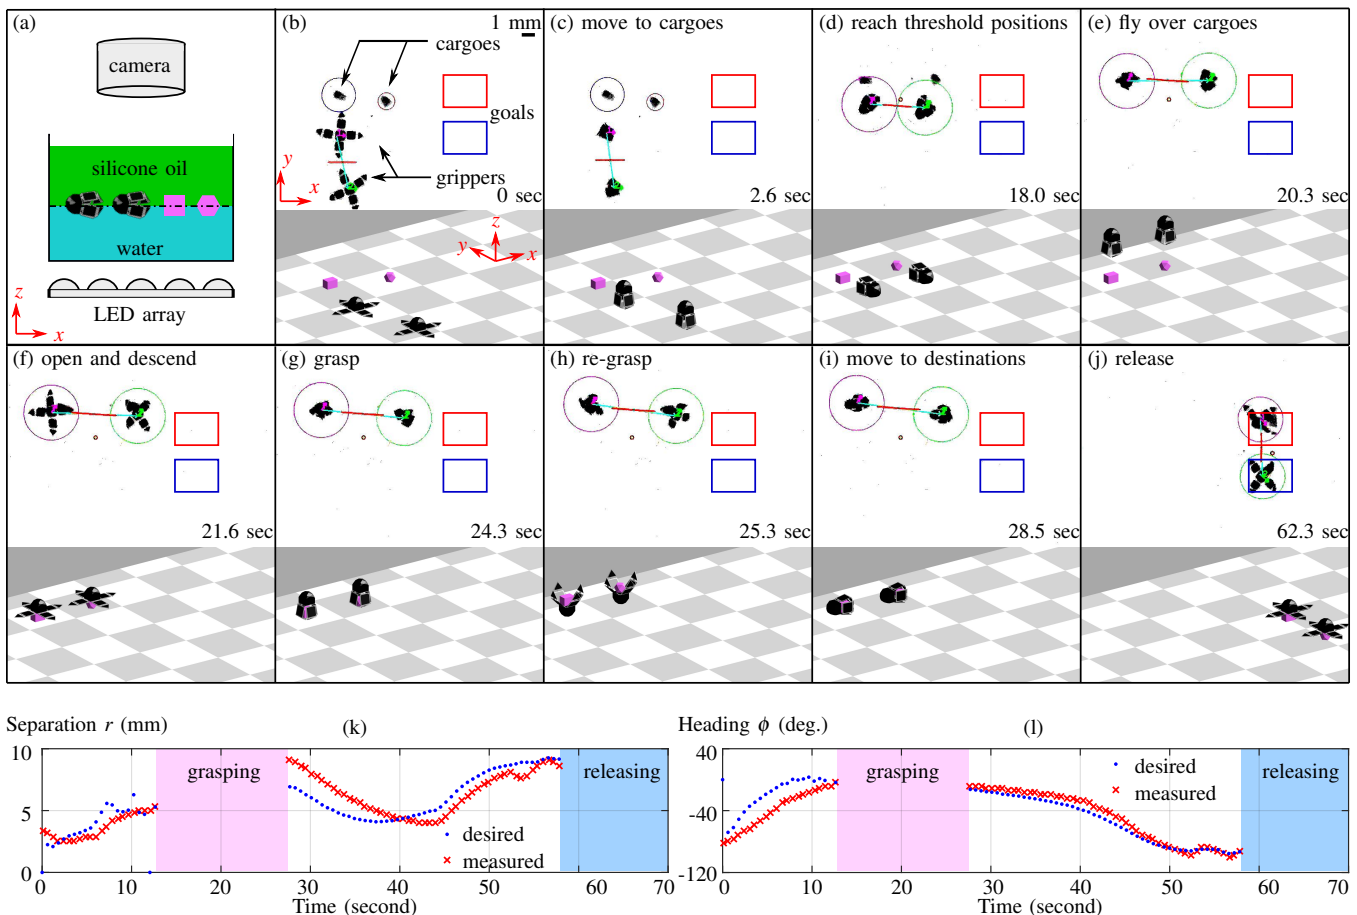 (a)
camera
silicone oil
water
LED array
z
x
(b)
1 mm
cargoes
goals
grippers
y
x
0 sec
z
y
x
(c) move to cargoes
2.6 sec
(d) reach threshold positions
18.0 sec
(e) fly over cargoes
20.3 sec
(f) open and descend
21.6 sec
(g) grasp
24.3 sec
(h) re-grasp
25.3 sec
(i) move to destinations
28.5 sec
(j) release
62.3 sec
Separation r (mm)
(k)
10
5
0
grasping
releasing
desired
measured
0 10 20 30 40 50 60 70
Time (second)
Heading ϕ (deg.)
(l)
40
-40
-120
grasping
releasing
desired
measured
0 10 20 30 40 50 60 70
Time (second)